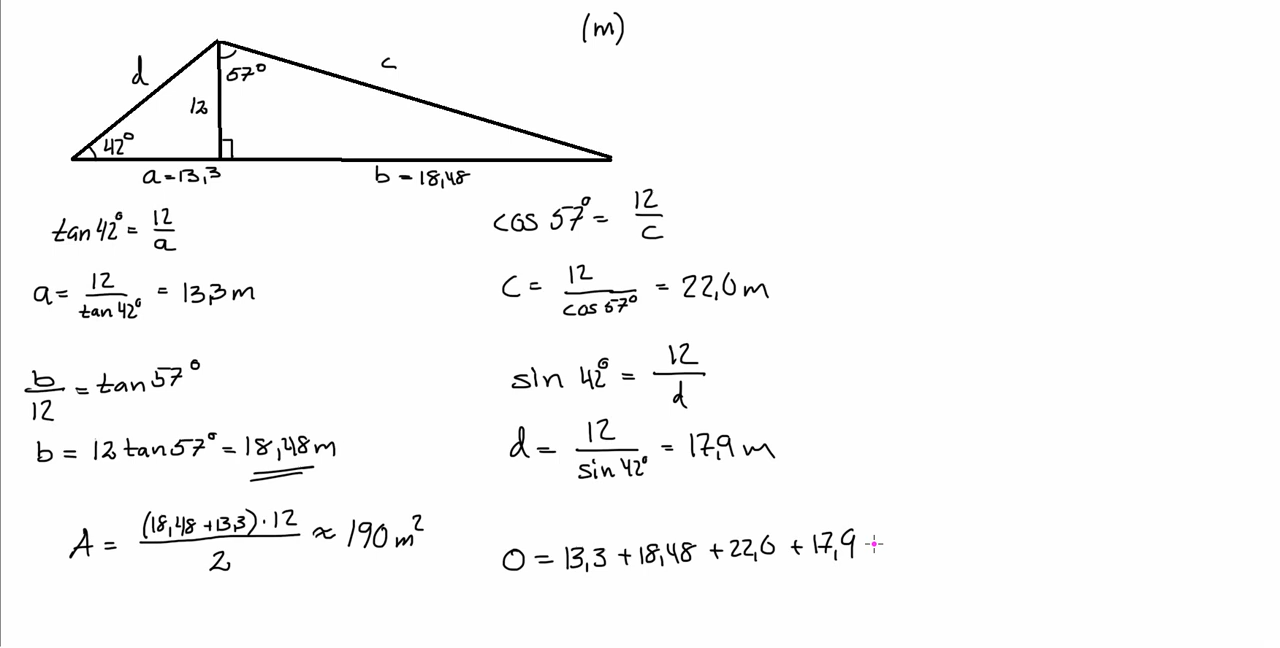 (m)
d
c
57°
12
42°
a=13,3
b=18,48
tan 42° = 12/a
cos 57° = 12/c
a = 12/tan 42° = 13,3 m
c = 12/cos 57° = 22,0 m
b/12 = tan 57°
sin 42° = 12/d
b = 12 tan 57° = 18,48 m
d = 12/sin 42° = 17,9 m
A = (18,48 + 13,3) · 12/2 ≈ 190 m²
O = 13,3 + 18,48 + 22,0 + 17,9